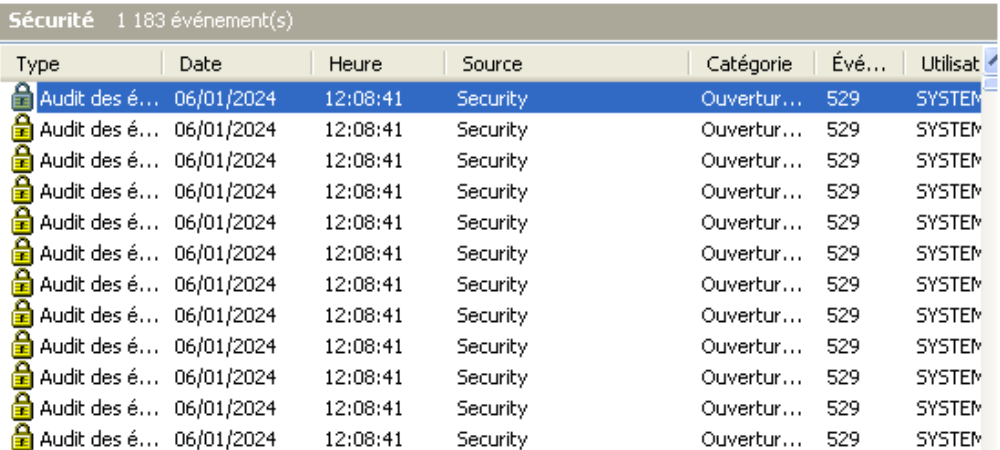 Sécurité 1 183 événement(s)
Type Date Heure Source Catégorie Évé... Utilisat
Audit des é... 06/01/2024 12:08:41 Security Ouvertur... 529 SYSTEM
Audit des é... 06/01/2024 12:08:41 Security Ouvertur... 529 SYSTEM
Audit des é... 06/01/2024 12:08:41 Security Ouvertur... 529 SYSTEM
Audit des é... 06/01/2024 12:08:41 Security Ouvertur... 529 SYSTEM
Audit des é... 06/01/2024 12:08:41 Security Ouvertur... 529 SYSTEM
Audit des é... 06/01/2024 12:08:41 Security Ouvertur... 529 SYSTEM
Audit des é... 06/01/2024 12:08:41 Security Ouvertur... 529 SYSTEM
Audit des é... 06/01/2024 12:08:41 Security Ouvertur... 529 SYSTEM
Audit des é... 06/01/2024 12:08:41 Security Ouvertur... 529 SYSTEM
Audit des é... 06/01/2024 12:08:41 Security Ouvertur... 529 SYSTEM
Audit des é... 06/01/2024 12:08:41 Security Ouvertur... 529 SYSTEM
Audit des é... 06/01/2024 12:08:41 Security Ouvertur... 529 SYSTEM